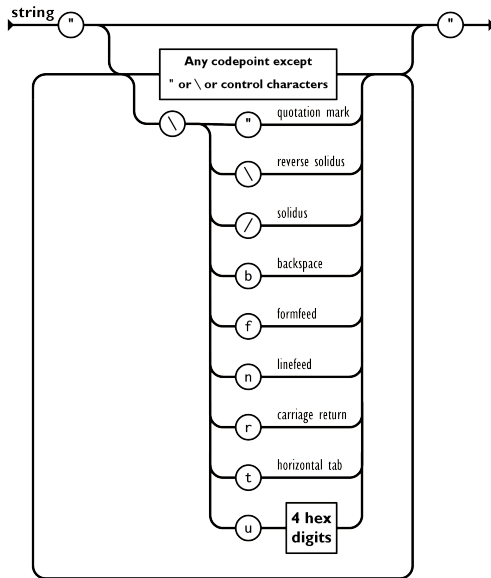 string
" "
Any codepoint except
" or \ or control characters
\ " quotation mark
\ reverse solidus
/ solidus
b backspace
f formfeed
n linefeed
r carriage return
t horizontal tab
u 4 hex
digits